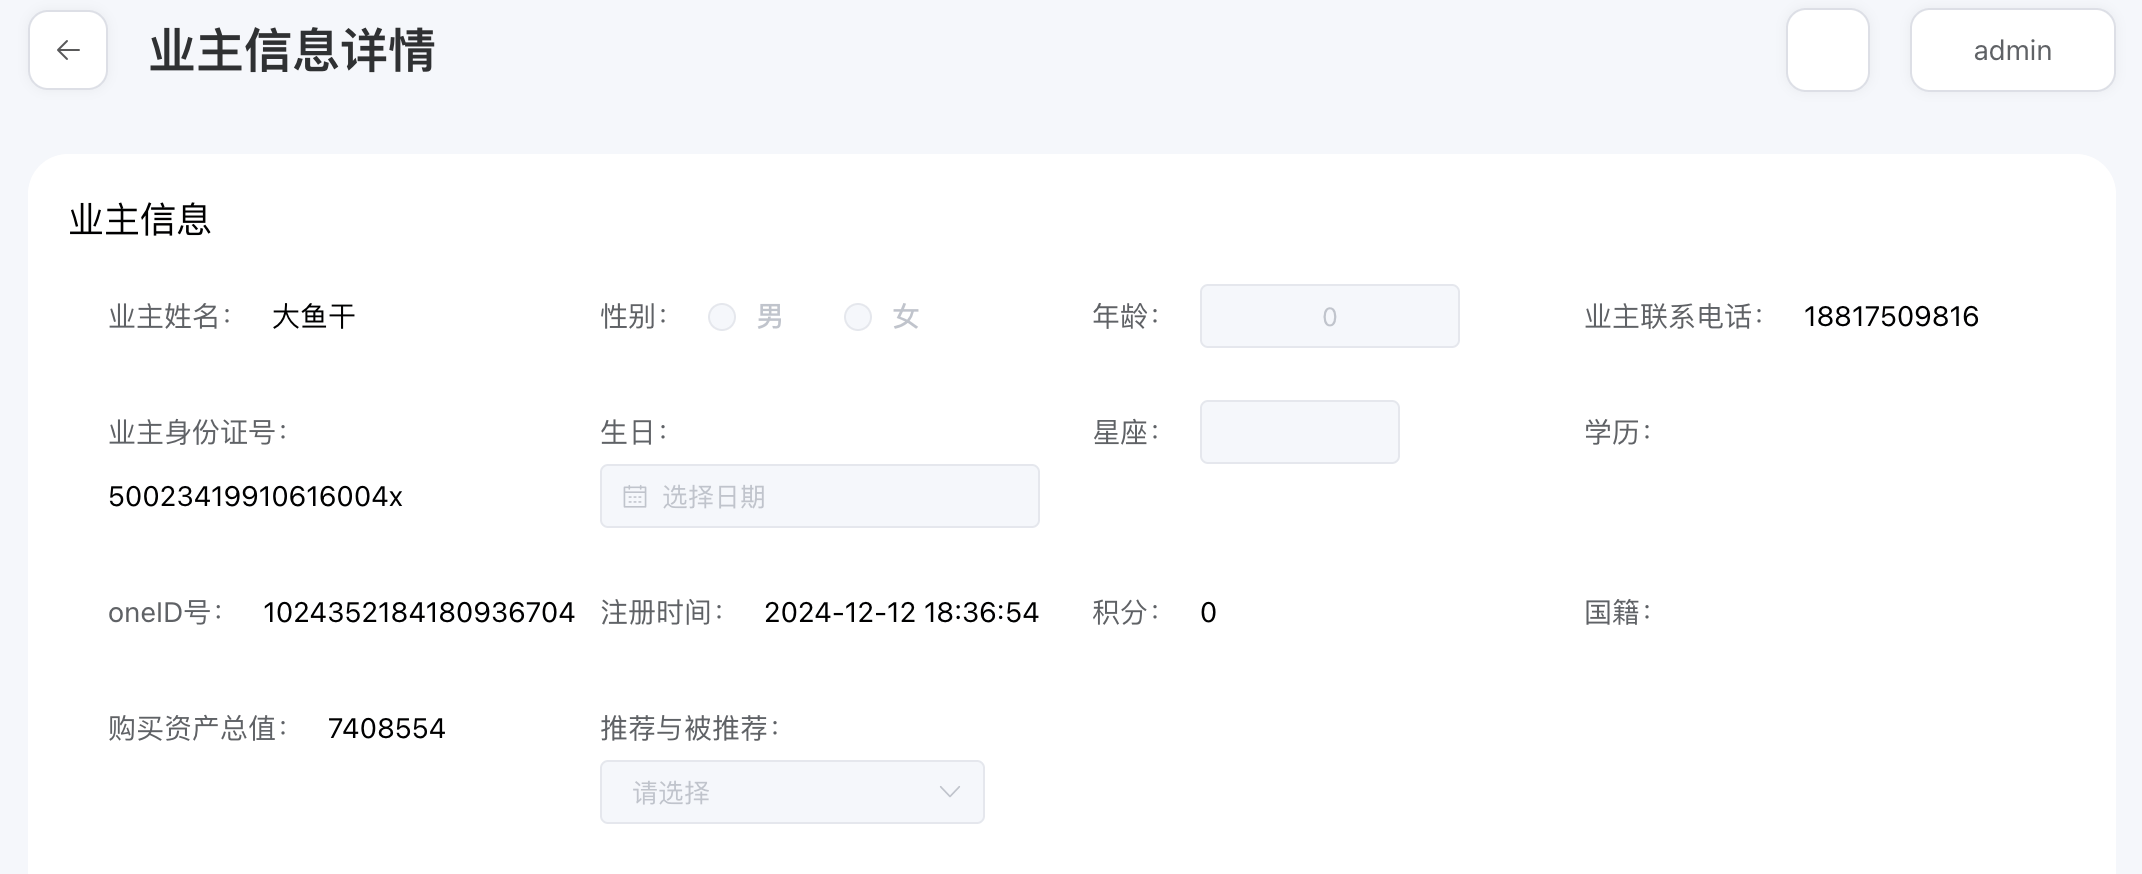 业主信息详情
admin
业主信息
业主姓名： 大鱼干 性别： 男 女 年龄： 0 业主联系电话： 18817509816
业主身份证号： 生日： 星座： 学历：
50023419910616004x 选择日期
oneID号： 1024352184180936704 注册时间： 2024-12-12 18:36:54 积分： 0 国籍：
购买资产总值： 7408554 推荐与被推荐：
请选择